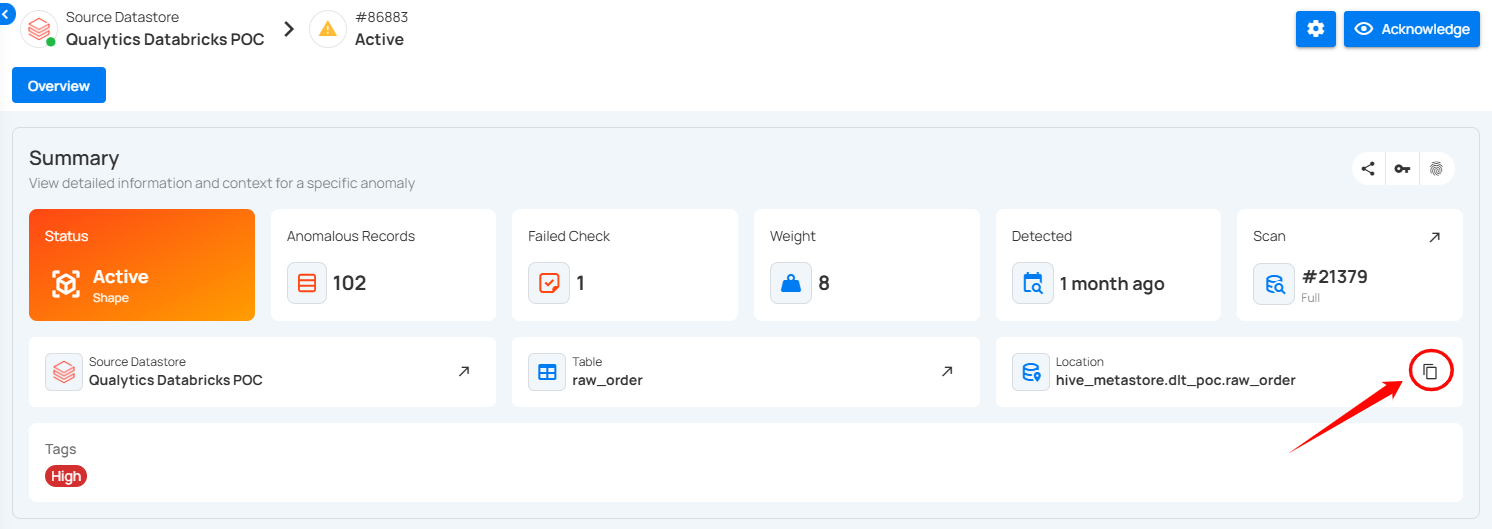 Source Datastore
Qualytics Databricks POC
#86883
Active
Acknowledge
Overview
Summary
View detailed information and context for a specific anomaly
Status
Active
Shape
Anomalous Records
102
Failed Check
1
Weight
8
Detected
1 month ago
Scan
#21379
Full
Source Datastore
Qualytics Databricks POC
Table
raw_order
Location
hive_metastore.dlt_poc.raw_order
Tags
High